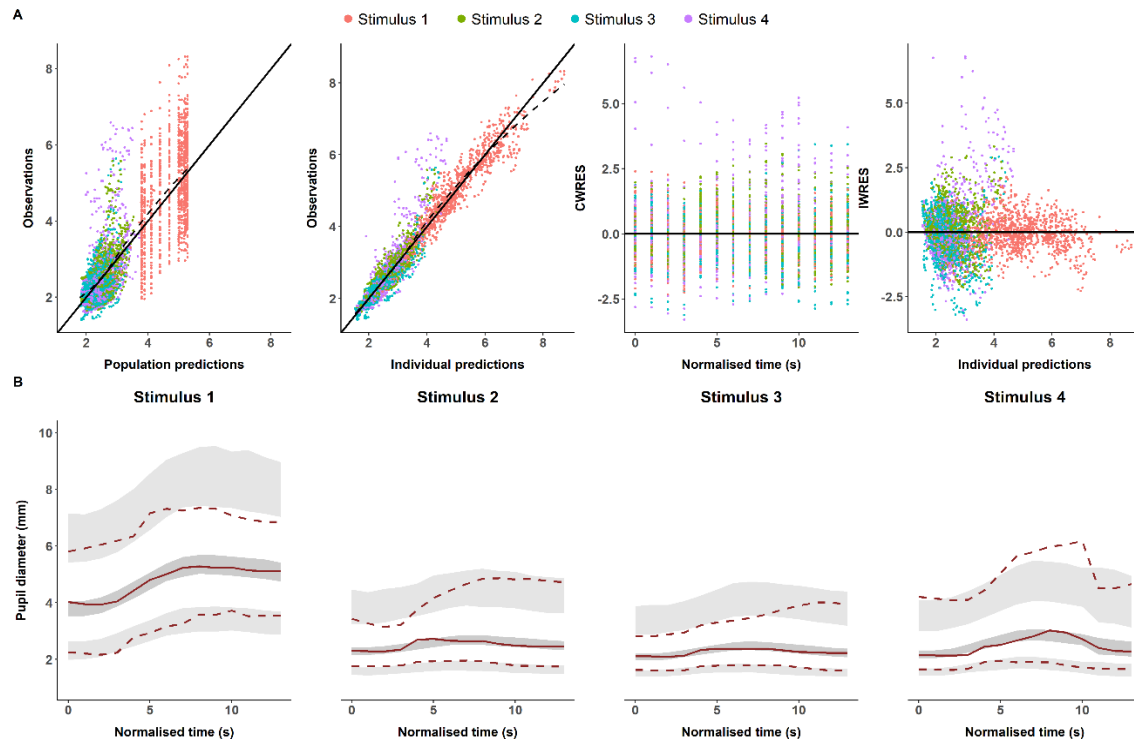 A
Stimulus 1 Stimulus 2 Stimulus 3 Stimulus 4
Observations
8
6
4
2
2 4 6 8
Population predictions
Observations
8
6
4
2
2 4 6 8
Individual predictions
CWRES
5.0
2.5
0.0
-2.5
0 5 10
Normalised time (s)
IWRES
5.0
2.5
0.0
-2.5
2 4 6 8
Individual predictions
B
Stimulus 1 Stimulus 2 Stimulus 3 Stimulus 4
Pupil diameter (mm)
10
8
6
4
2
0 5 10
Normalised time (s)
0 5 10
Normalised time (s)
0 5 10
Normalised time (s)
0 5 10
Normalised time (s)